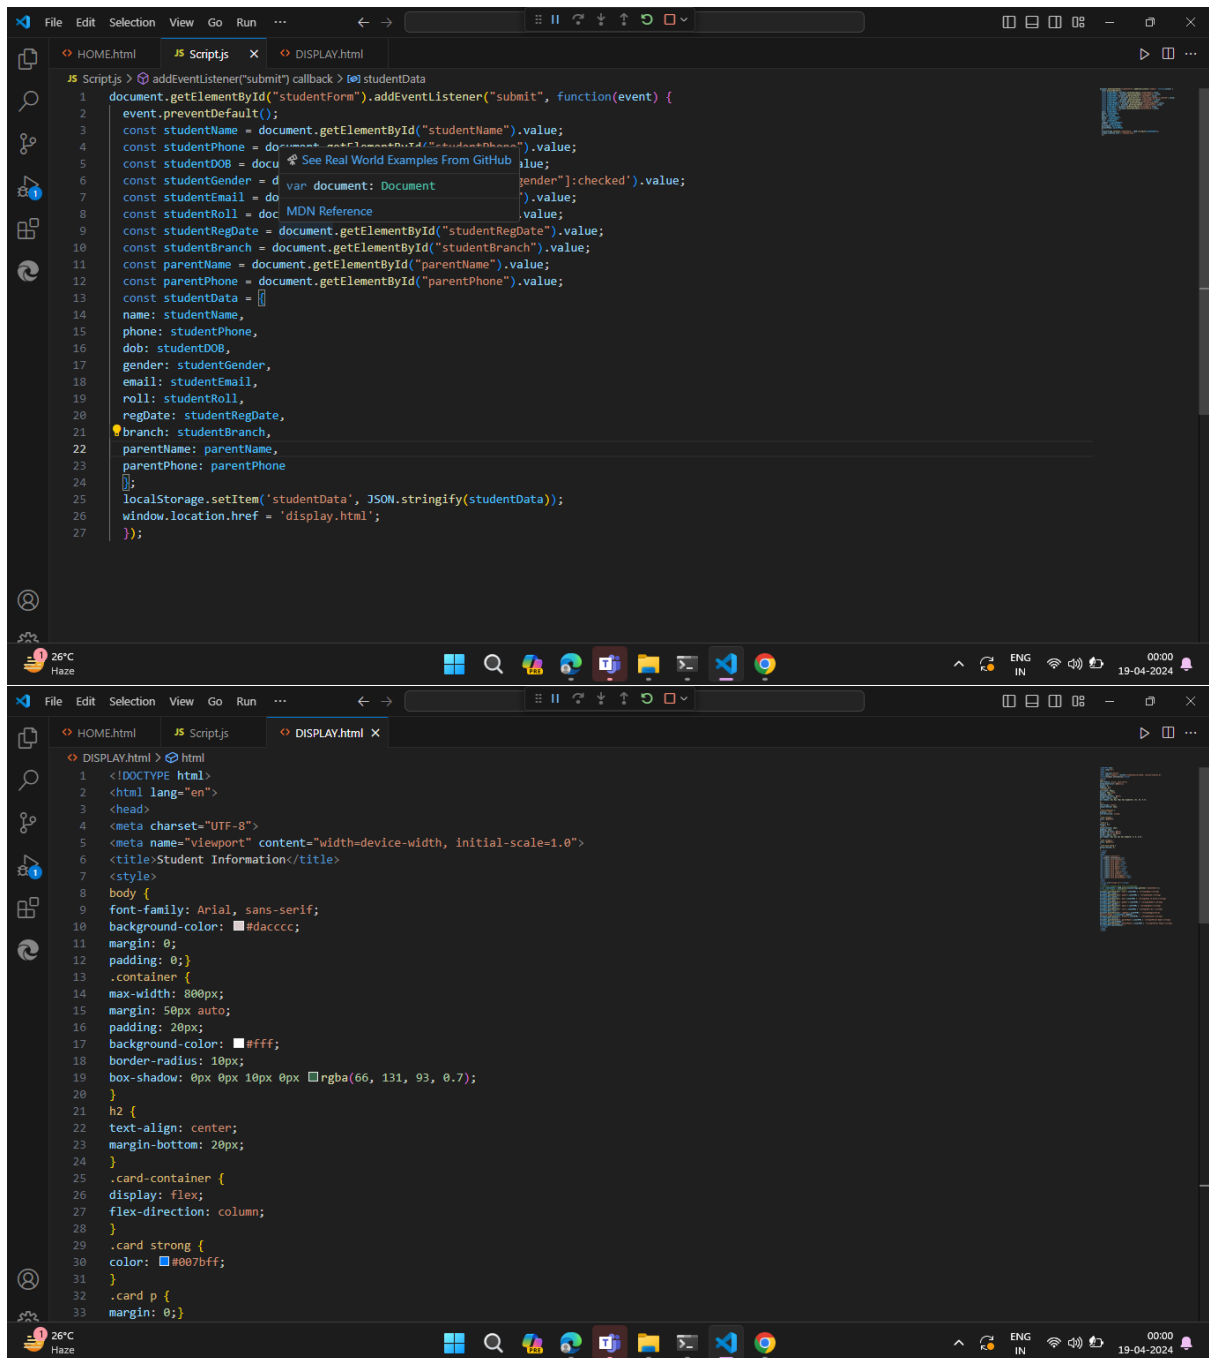 File Edit Selection View Go Run ···
HOME.html JS Script.js × DISPLAY.html
JS Script.js > addEventListener("submit") callback > studentData
1 document.getElementById("studentForm").addEventListener("submit", function(event) {
2 event.preventDefault();
3 const studentName = document.getElementById("studentName").value;
4 const studentPhone = document.getElementById("studentPhone").value;
5 const studentDOB = docu alue;
See Real World Examples From GitHub
6 const studentGender = d gender"]:checked').value;
var document: Document
7 const studentEmail = do ").value;
8 const studentRoll = doc .value;
MDN Reference
9 const studentRegDate = document.getElementById("studentRegDate").value;
10 const studentBranch = document.getElementById("studentBranch").value;
11 const parentName = document.getElementById("parentName").value;
12 const parentPhone = document.getElementById("parentPhone").value;
13 const studentData = {
14 name: studentName,
15 phone: studentPhone,
16 dob: studentDOB,
17 gender: studentGender,
18 email: studentEmail,
19 roll: studentRoll,
20 regDate: studentRegDate,
21 branch: studentBranch,
22 parentName: parentName,
23 parentPhone: parentPhone
24 };
25 localStorage.setItem('studentData', JSON.stringify(studentData));
26 window.location.href = 'display.html';
27 });
1 26°C
Haze
PRE
ENG
IN
00:00
19-04-2024
File Edit Selection View Go Run ···
HOME.html JS Script.js DISPLAY.html ×
DISPLAY.html > html
1 <!DOCTYPE html>
2 <html lang="en">
3 <head>
4 <meta charset="UTF-8">
5 <meta name="viewport" content="width=device-width, initial-scale=1.0">
6 <title>Student Information</title>
7 <style>
8 body {
9 font-family: Arial, sans-serif;
10 background-color: #dacccc;
11 margin: 0;
12 padding: 0;}
13 .container {
14 max-width: 800px;
15 margin: 50px auto;
16 padding: 20px;
17 background-color: #fff;
18 border-radius: 10px;
19 box-shadow: 0px 0px 10px 0px rgba(66, 131, 93, 0.7);
20 }
21 h2 {
22 text-align: center;
23 margin-bottom: 20px;
24 }
25 .card-container {
26 display: flex;
27 flex-direction: column;
28 }
29 .card strong {
30 color: #007bff;
31 }
32 .card p {
33 margin: 0;}
1 26°C
Haze
PRE
ENG
IN
00:00
19-04-2024